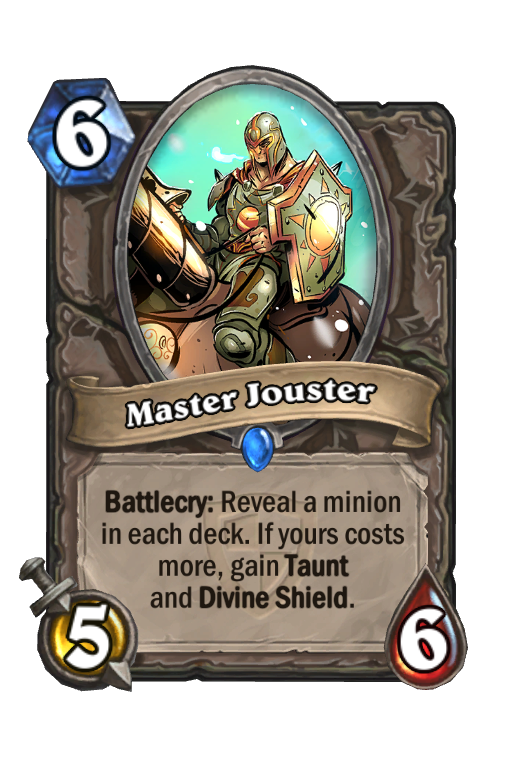 6
Master Jouster
Battlecry: Reveal a minion
in each deck. If yours costs
more, gain Taunt
and Divine Shield.
5
6